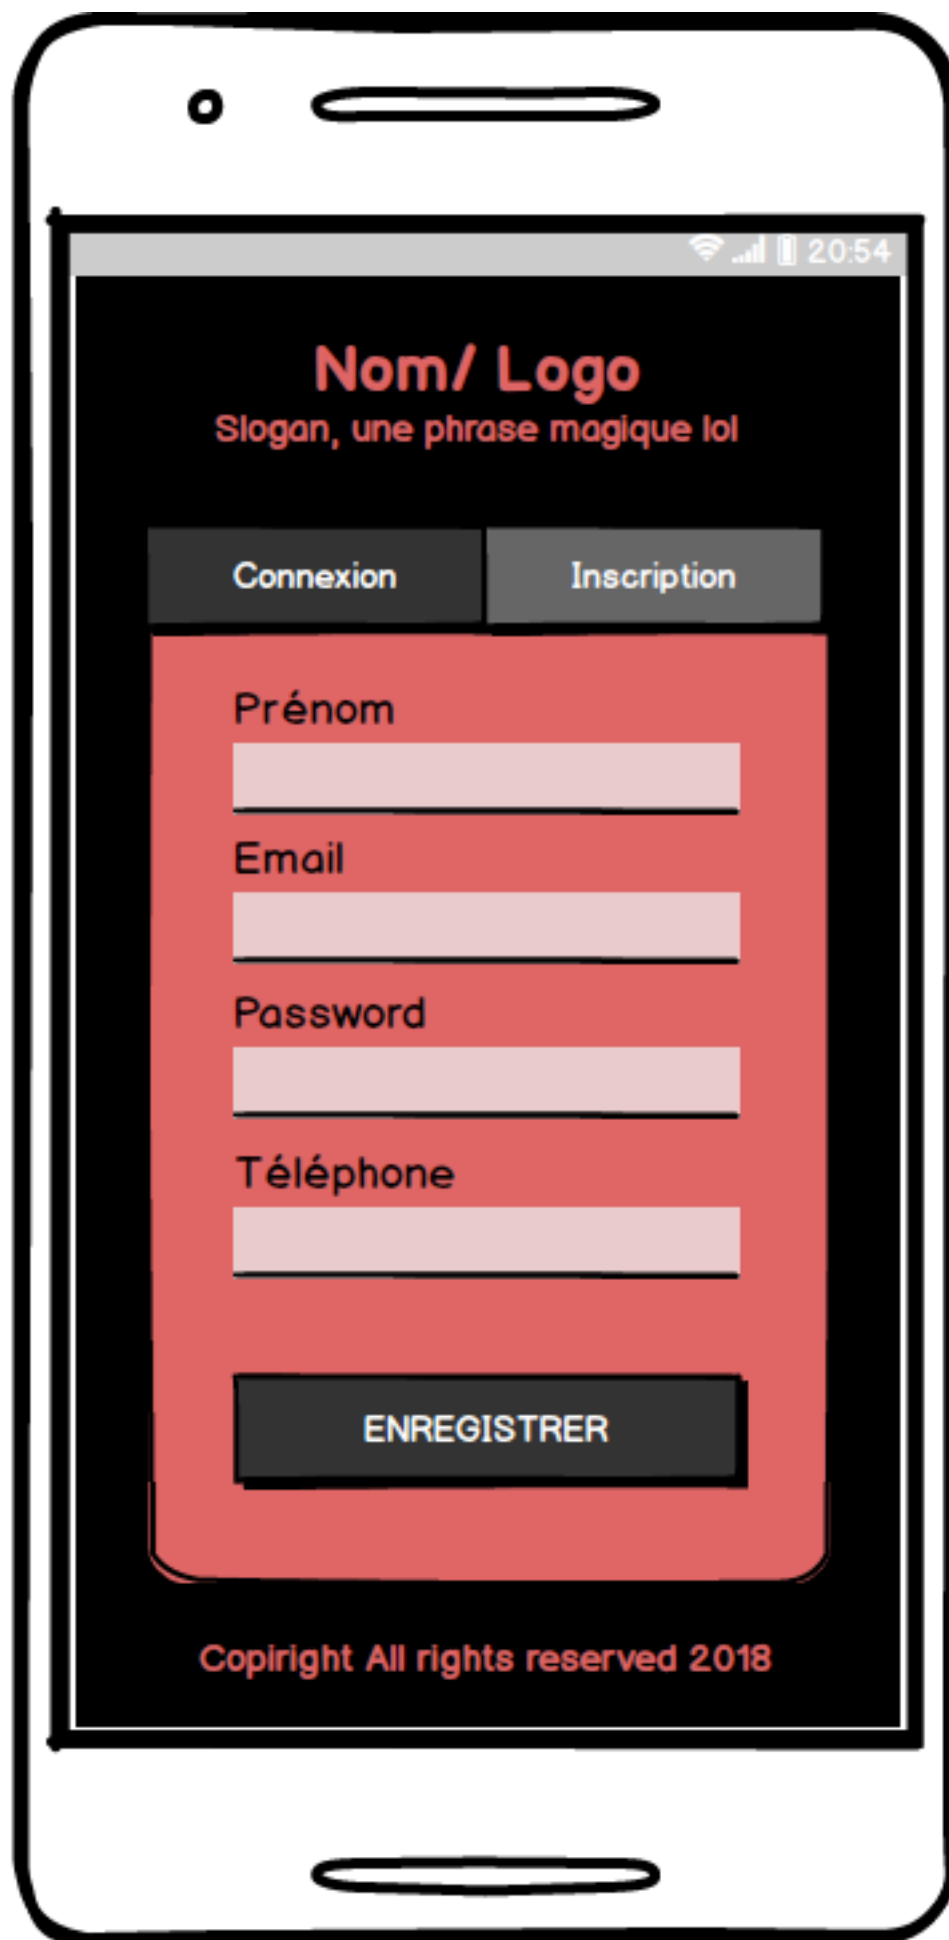 20:54
Nom/ Logo
Slogan, une phrase magique lol
Connexion
Inscription
Prénom
Email
Password
Téléphone
ENREGISTRER
Copiright All rights reserved 2018